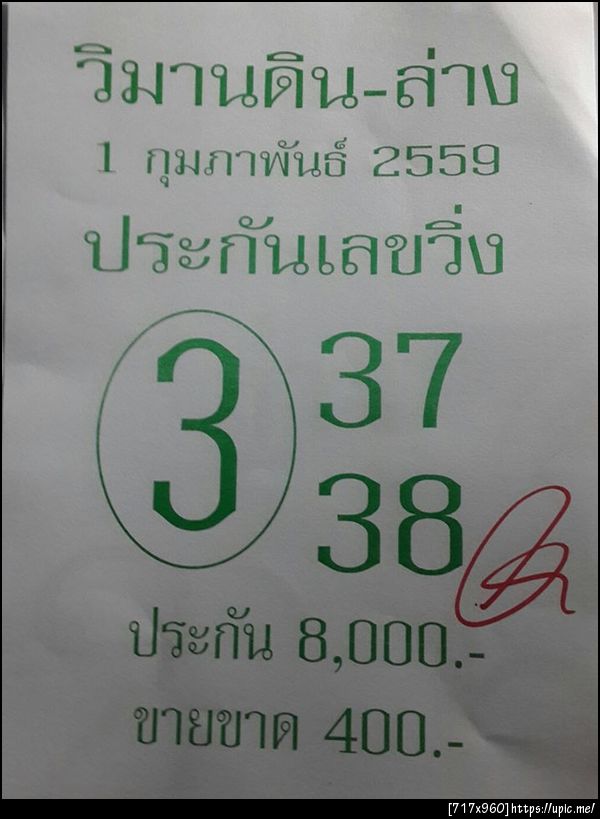 วิมานดิน-ล่าง
1 กุมภาพันธ์ 2559
ประกันเลขวิ่ง
3
37
38
ประกัน 8,000.-
ขายขาด 400.-
[717x960]https://upic.me/